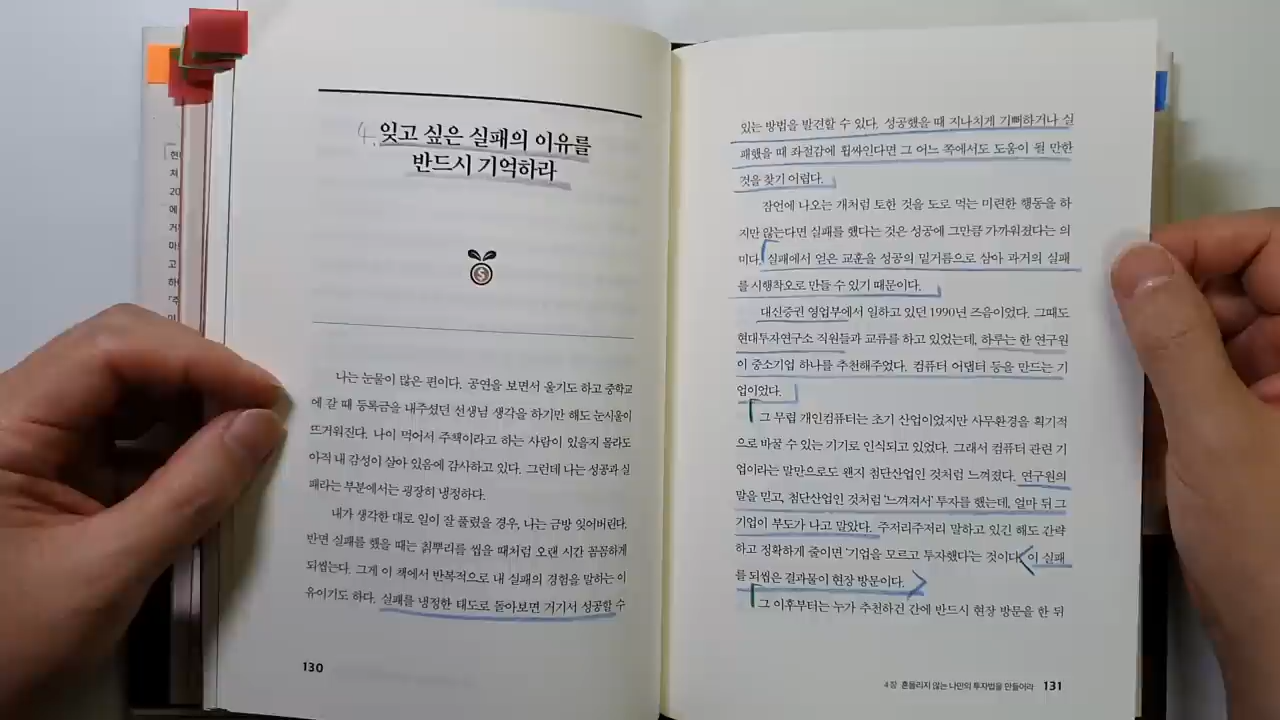 4. 잊고 싶은 실패의 이유를
반드시 기억하라
나는 눈물이 많은 편이다. 공연을 보면서 울기도 하고 중학교
에 갈 때 등록금을 내주셨던 선생님 생각을 하기만 해도 눈시울이
뜨거워진다. 나이 먹어서 주책이라고 하는 사람이 있을지 몰라도
아직 내 감성이 살아 있음에 감사하고 있다. 그런데 나는 성공과 실
패라는 부분에서는 굉장히 냉정하다.
내가 생각한 대로 일이 잘 풀렸을 경우, 나는 금방 잊어버린다.
반면 실패를 했을 때는 칡뿌리를 씹을 때처럼 오랜 시간 꼼꼼하게
되씹는다. 그게 이 책에서 반복적으로 내 실패의 경험을 말하는 이
유이기도 하다. 실패를 냉정한 태도로 돌아보면 거기서 성공할 수
130
있는 방법을 발견할 수 있다. 성공했을 때 지나치게 기뻐하거나 실
패했을 때 좌절감에 휩싸인다면 그 어느 쪽에서도 도움이 될 만한
것을 찾기 어렵다.
잠언에 나오는 개처럼 토한 것을 도로 먹는 미련한 행동을 하
지만 않는다면 실패를 했다는 것은 성공에 그만큼 가까워졌다는 의
미다. 실패에서 얻은 교훈을 성공의 밑거름으로 삼아 과거의 실패
를 시행착오로 만들 수 있기 때문이다.
대신증권 영업부에서 일하고 있던 1990년 즈음이었다. 그때도
현대투자연구소 직원들과 교류를 하고 있었는데, 하루는 한 연구원
이 중소기업 하나를 추천해주었다. 컴퓨터 어댑터 등을 만드는 기
업이었다.
그 무렵 개인컴퓨터는 초기 산업이었지만 사무환경을 획기적
으로 바꿀 수 있는 기기로 인식되고 있었다. 그래서 컴퓨터 관련 기
업이라는 말만으로도 왠지 첨단산업인 것처럼 느껴졌다. 연구원의
말을 믿고, 첨단산업인 것처럼 '느껴져서' 투자를 했는데, 얼마 뒤 그
기업이 부도가 나고 말았다. 주저리주저리 말하고 있긴 해도 간략
하고 정확하게 줄이면 '기업을 모르고 투자했다'는 것이다. 이 실패
를 되씹은 결과물이 현장 방문이다.
그 이후부터는 누가 추천하건 간에 반드시 현장 방문을 한 뒤
4장 흔들리지 않는 나만의 투자법을 만들어라 131